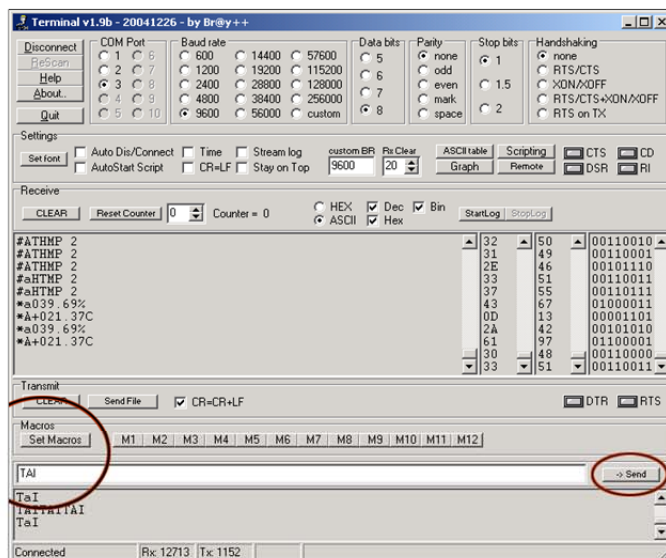 Terminal v1.9b - 20041226 - by Br@y++
Disconnect
ReScan
Help
About..
Quit
COM Port
1 6
2 7
3 8
4 9
5 10
Baud rate
600 14400 57600
1200 19200 115200
2400 28800 128000
4800 38400 256000
9600 56000 custom
Data bits
5
6
7
8
Parity
none
odd
even
mark
space
Stop bits
1
1.5
2
Handshaking
none
RTS/CTS
XON/XOFF
RTS/CTS+XON/XOFF
RTS on TX
Settings
Set font
Auto Dis/Connect Time Stream log
AutoStart Script CR=LF Stay on Top
custom BR Rx Clear
9600 20
ASCII table Scripting CTS CD
Graph Remote DSR RI
Receive
CLEAR Reset Counter 0 Counter = 0
HEX Dec Bin
ASCII Hex
StartLog StopLog
#ATHMP 2 32 50 00110010
#ATHMP 2 31 49 00110001
#ATHMP 2 2E 46 00101110
#aHTMP 2 33 51 00110011
#aHTMP 2 37 55 00110111
*a039.69% 43 67 01000011
*A+021.37C 0D 13 00001101
*a039.69% 2A 42 00101010
*A+021.37C 61 97 01100001
30 48 00110000
33 51 00110011
Transmit
CLEAR Send File CR=CR+LF DTR RTS
Macros
Set Macros M1 M2 M3 M4 M5 M6 M7 M8 M9 M10 M11 M12
TAI -> Send
TaI
TAITAITAI
TaI
Connected Rx: 12713 Tx: 1152